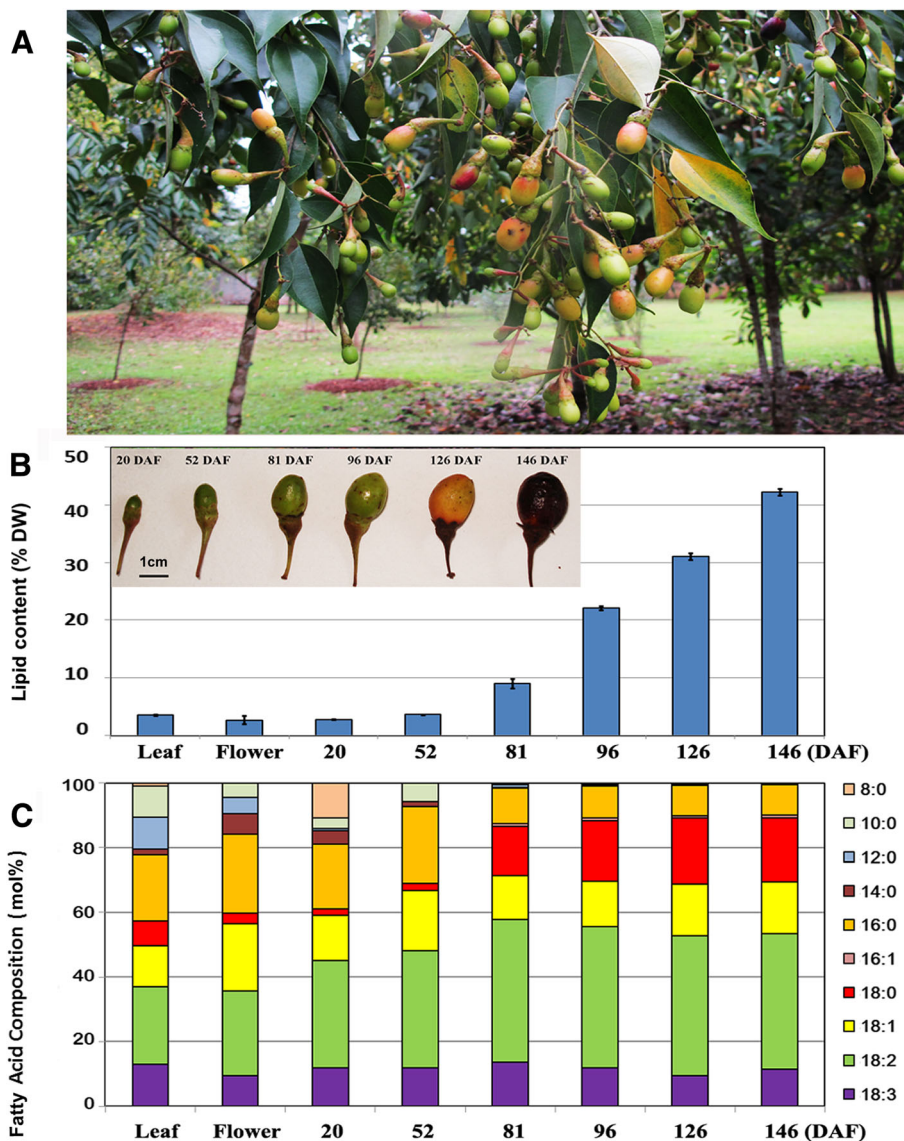 A
B
Lipid content (% DW)
50
40
30
20
10
0
20 DAF 52 DAF 81 DAF 96 DAF 126 DAF 146 DAF
1cm
Leaf Flower 20 52 81 96 126 146 (DAF)
C
Fatty Acid Composition (mol%)
100
80
60
40
20
0
8:0
10:0
12:0
14:0
16:0
16:1
18:0
18:1
18:2
18:3
Leaf Flower 20 52 81 96 126 146 (DAF)